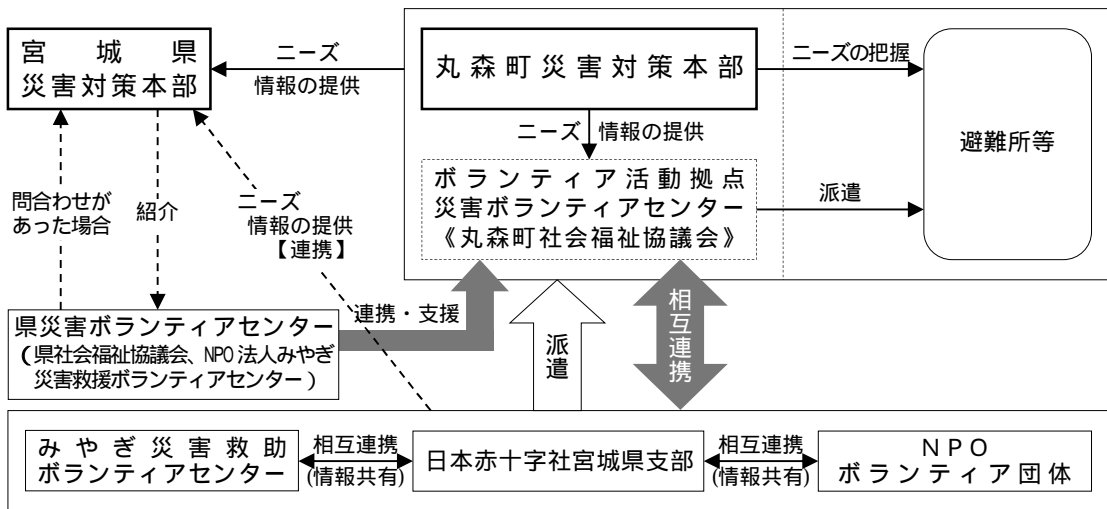 宮城県
災害対策本部
ニーズ
情報の提供
丸森町災害対策本部
ニーズの把握
避難所等
ニーズ 情報の提供
ボランティア活動拠点
災害ボランティアセンター
《丸森町社会福祉協議会》
派遣
問合わせが
あった場合
紹介
ニーズ
情報の提供
【連携】
県災害ボランティアセンター
(県社会福祉協議会、NPO法人みやぎ
災害救援ボランティアセンター)
連携・支援
派遣
相互連携
みやぎ災害救助
ボランティアセンター
相互連携
(情報共有)
日本赤十字社宮城県支部
相互連携
(情報共有)
NPO
ボランティア団体